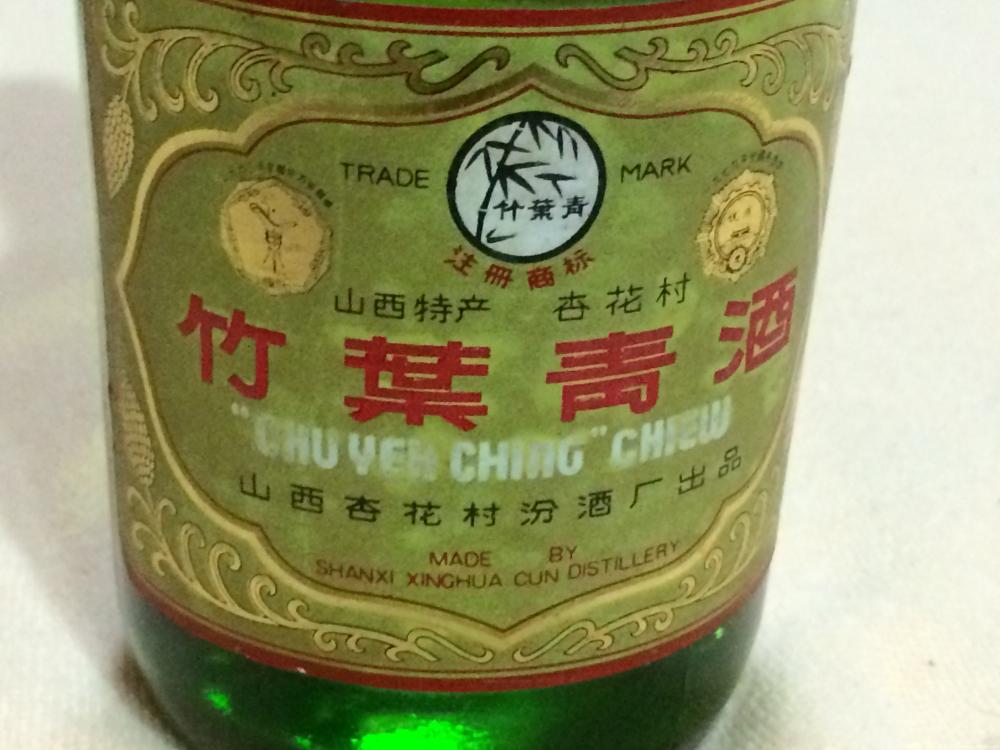 TRADE MARK
竹葉青
注册商标
山西特产 杏花村
竹葉青酒
"CHU YEH CHING" CHIEW
山西杏花村汾酒厂出品
MADE BY
SHANXI XINGHUA CUN DISTILLERY